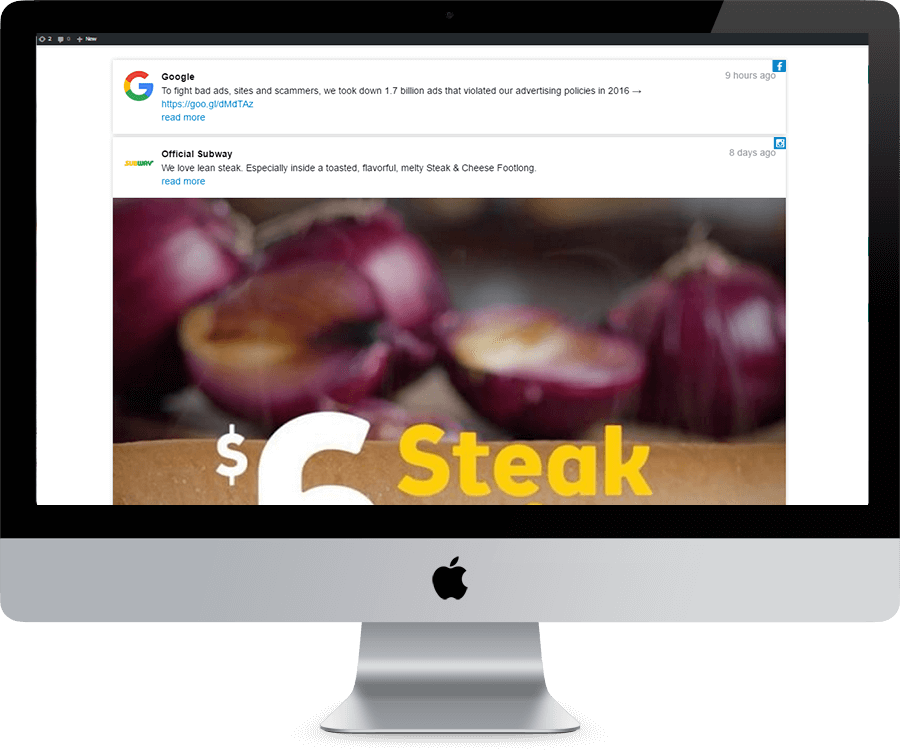 2 0 + New
Google
9 hours ago
To fight bad ads, sites and scammers, we took down 1.7 billion ads that violated our advertising policies in 2016 →
https://goo.gl/dMdTAz
read more
SUBWAY
Official Subway
8 days ago
We love lean steak. Especially inside a toasted, flavorful, melty Steak & Cheese Footlong.
read more
$6 Steak